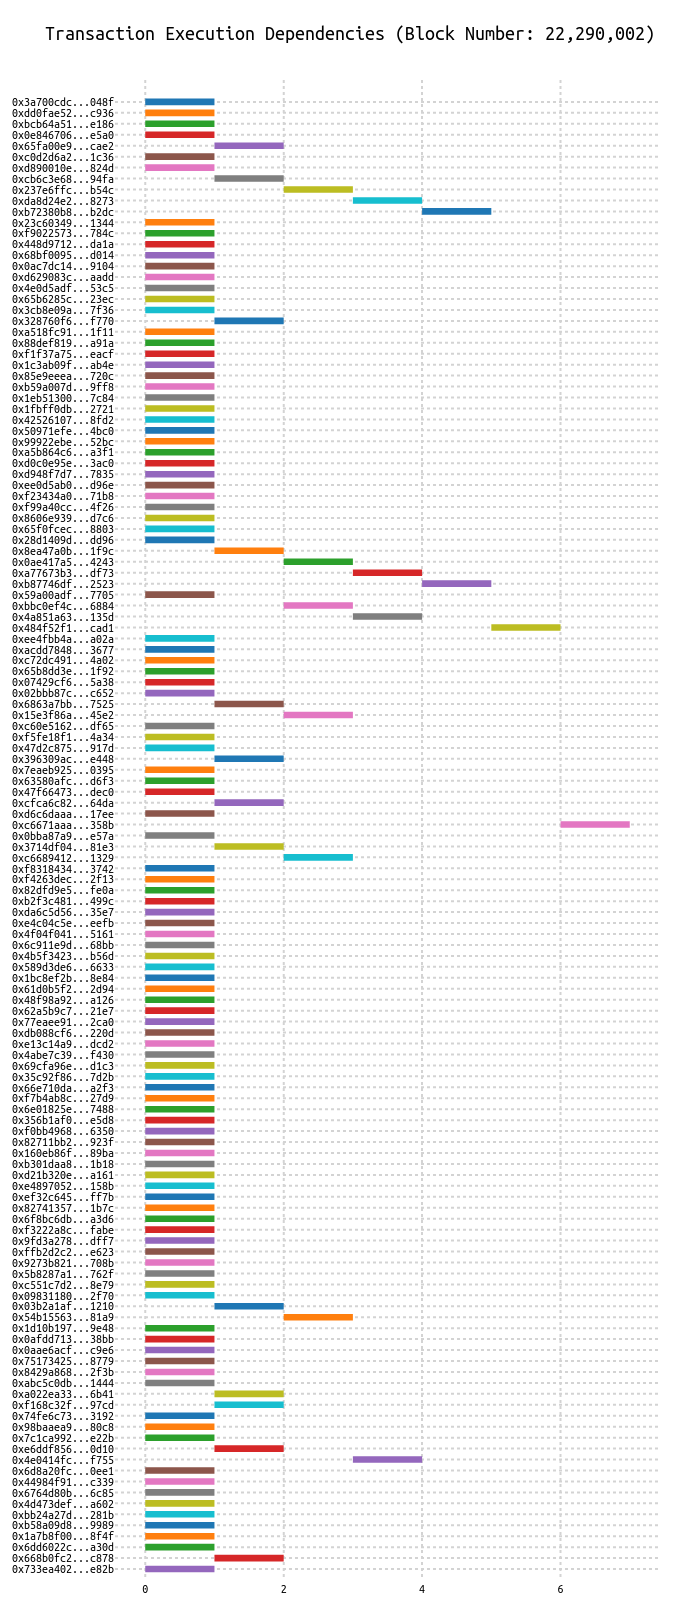 Transaction Execution Dependencies (Block Number: 22,290,002)
0x3a700cdc...048f
0xdd0fae52...c936
0xbcb64a51...e186
0x0e846706...e5a0
0x65fa00e9...cae2
0xc0d2d6a2...1c36
0xd890010e...824d
0xcb6c3e68...94fa
0x237e6ffc...b54c
0xda8d24e2...8273
0xb72380b8...b2dc
0x23c60349...1344
0xf9022573...784c
0x448d9712...da1a
0x68bf0095...d014
0x0ac7dc14...9104
0xd629083c...aadd
0x4e0d5adf...53c5
0x65b6285c...23ec
0x3cb8e09a...7f36
0x328760f6...f770
0xa518fc91...1f11
0x88def819...a91a
0xf1f37a75...eacf
0x1c3ab09f...ab4e
0x85e9eeea...720c
0xb59a007d...9ff8
0x1eb51300...7c84
0x1fbff0db...2721
0x42526107...8fd2
0x50971efe...4bc0
0x99922ebe...52bc
0xa5b864c6...a3f1
0xd0c0e95e...3ac0
0xd948f7d7...7835
0xee0d5ab0...d96e
0xf23434a0...71b8
0xf99a40cc...4f26
0x8606e939...d7c6
0x65f0fcec...8803
0x28d1409d...dd96
0x8ea47a0b...1f9c
0x0ae417a5...4243
0xa77673b3...df73
0xb87746df...2523
0x59a00adf...7705
0xbbc0ef4c...6884
0x4a851a63...135d
0x484f52f1...cad1
0xee4fbb4a...a02a
0xacdd7848...3677
0xc72dc491...4a02
0x65b8dd3e...1f92
0x07429cf6...5a38
0x02bbb87c...c652
0x6863a7bb...7525
0x15e3f86a...45e2
0xc60e5162...df65
0xf5fe18f1...4a34
0x47d2c875...917d
0x396309ac...e448
0x7eaeb925...0395
0x63580afc...d6f3
0x47f66473...dec0
0xcfca6c82...64da
0xd6c6daaa...17ee
0xc6671aaa...358b
0x0bba87a9...e57a
0x3714df04...81e3
0xc6689412...1329
0xf8318434...3742
0xf4263dec...2f13
0x82dfd9e5...fe0a
0xb2f3c481...499c
0xda6c5d56...35e7
0xe4c04c5e...eefb
0x4f04f041...5161
0x6c911e9d...68bb
0x4b5f3423...b56d
0x589d3de6...6633
0x1bc8ef2b...8e84
0x61d0b5f2...2d94
0x48f98a92...a126
0x62a5b9c7...21e7
0x77eaee91...2ca0
0xdb088cf6...220d
0xe13c14a9...dcd2
0x4abe7c39...f430
0x69cfa96e...d1c3
0x35c92f86...7d2b
0x66e710da...a2f3
0xf7b4ab8c...27d9
0x6e01825e...7488
0x356b1af0...e5d8
0xf0bb4968...6350
0x82711bb2...923f
0x160eb86f...89ba
0xb301daa8...1b18
0xd21b320e...a161
0xe4897052...158b
0xef32c645...ff7b
0x82741357...1b7c
0x6f8bc6db...a3d6
0xf3222a8c...fabe
0x9fd3a278...dff7
0xffb2d2c2...e623
0x9273b821...708b
0x5b8287a1...762f
0xc551c7d2...8e79
0x09831180...2f70
0x03b2a1af...1210
0x54b15563...81a9
0x1d10b197...9e48
0x0afdd713...38bb
0x0aae6acf...c9e6
0x75173425...8779
0x8429a868...2f3b
0xabc5c0db...1444
0xa022ea33...6b41
0xf168c32f...97cd
0x74fe6c73...3192
0x98baaea9...80c8
0x7c1ca992...e22b
0xe6ddf856...0d10
0x4e0414fc...f755
0x6d8a20fc...0ee1
0x44984f91...c339
0x6764d80b...6c85
0x4d473def...a602
0xbb24a27d...281b
0xb58a09d8...9989
0x1a7b8f00...8f4f
0x6dd6022c...a30d
0x668b0fc2...c878
0x733ea402...e82b
0 2 4 6